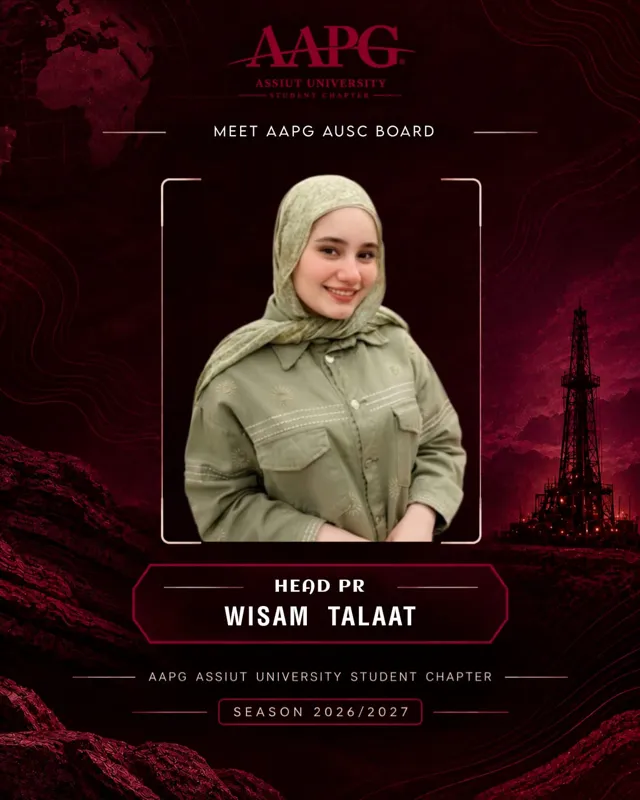 AAPG®
ASSIUT UNIVERSITY
STUDENT CHAPTER
MEET AAPG AUSC BOARD
HEAD PR
WISAM TALAAT
AAPG ASSIUT UNIVERSITY STUDENT CHAPTER
SEASON 2026/2027